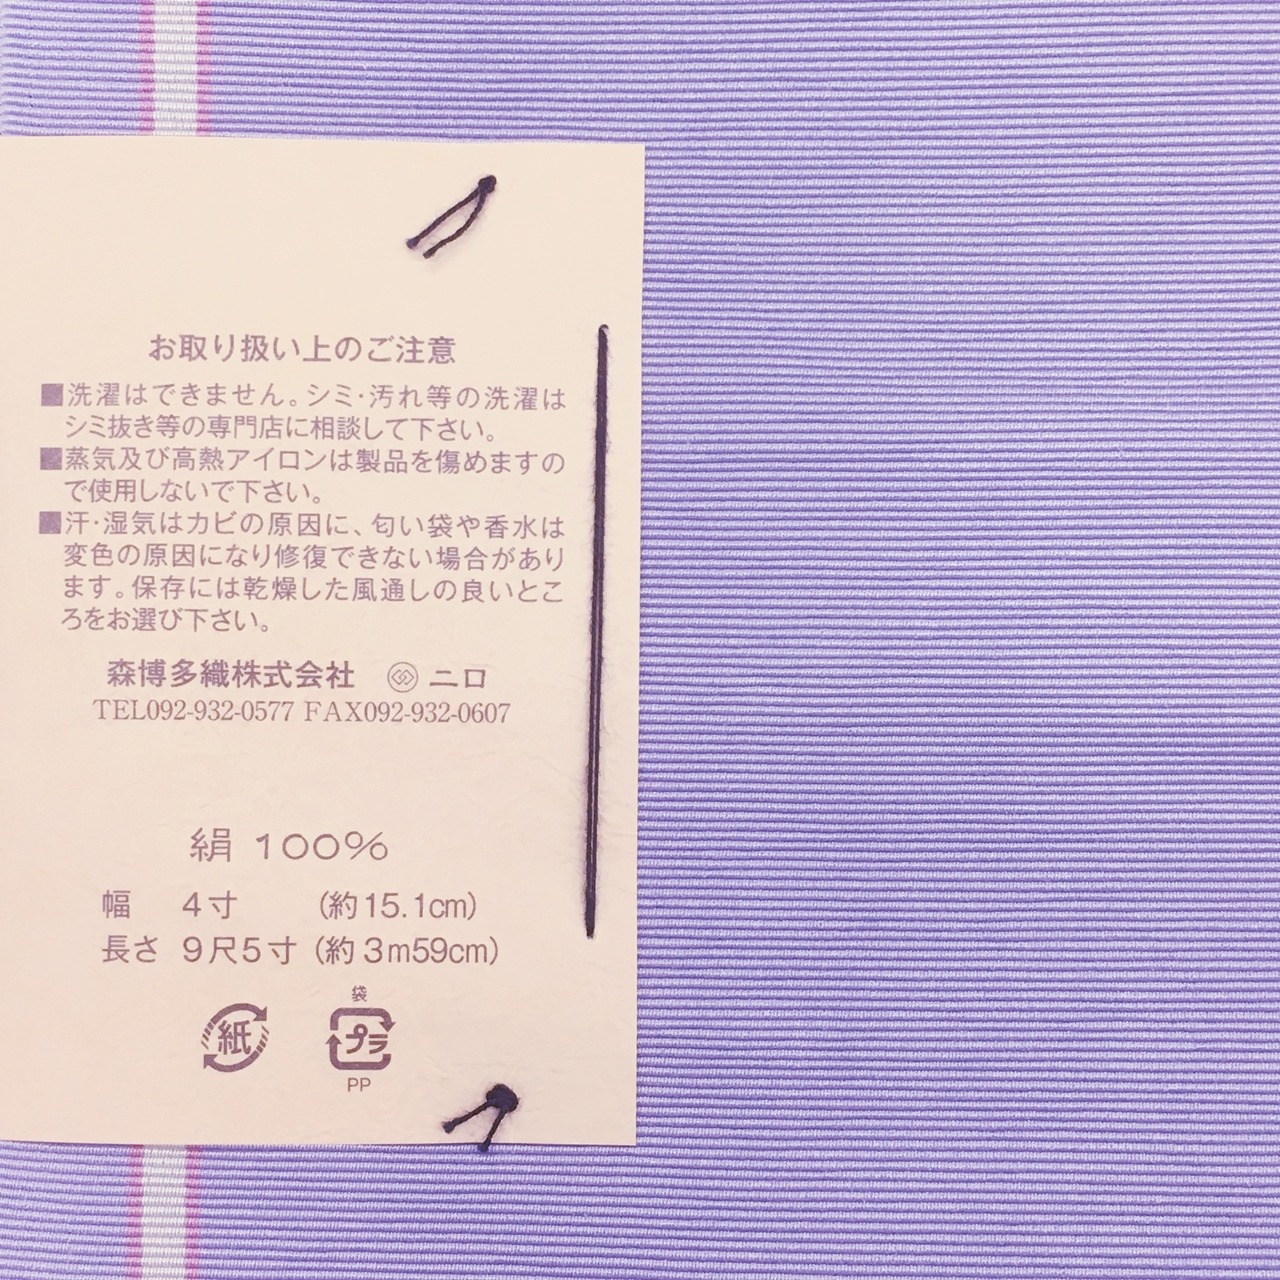 お取り扱い上のご注意
■洗濯はできません。シミ・汚れ等の洗濯は
シミ抜き等の専門店に相談して下さい。
■蒸気及び高熱アイロンは製品を傷めますの
で使用しないで下さい。
■汗・湿気はカビの原因に、匂い袋や香水は
変色の原因になり修復できない場合があり
ます。保存には乾燥した風通しの良いとこ
ろをお選び下さい。
森博多織株式会社 ニロ
TEL092-932-0577 FAX092-932-0607
絹 100%
幅 4寸 (約15.1cm)
長さ 9尺5寸 (約3m59cm)
袋
紙 プラ
PP